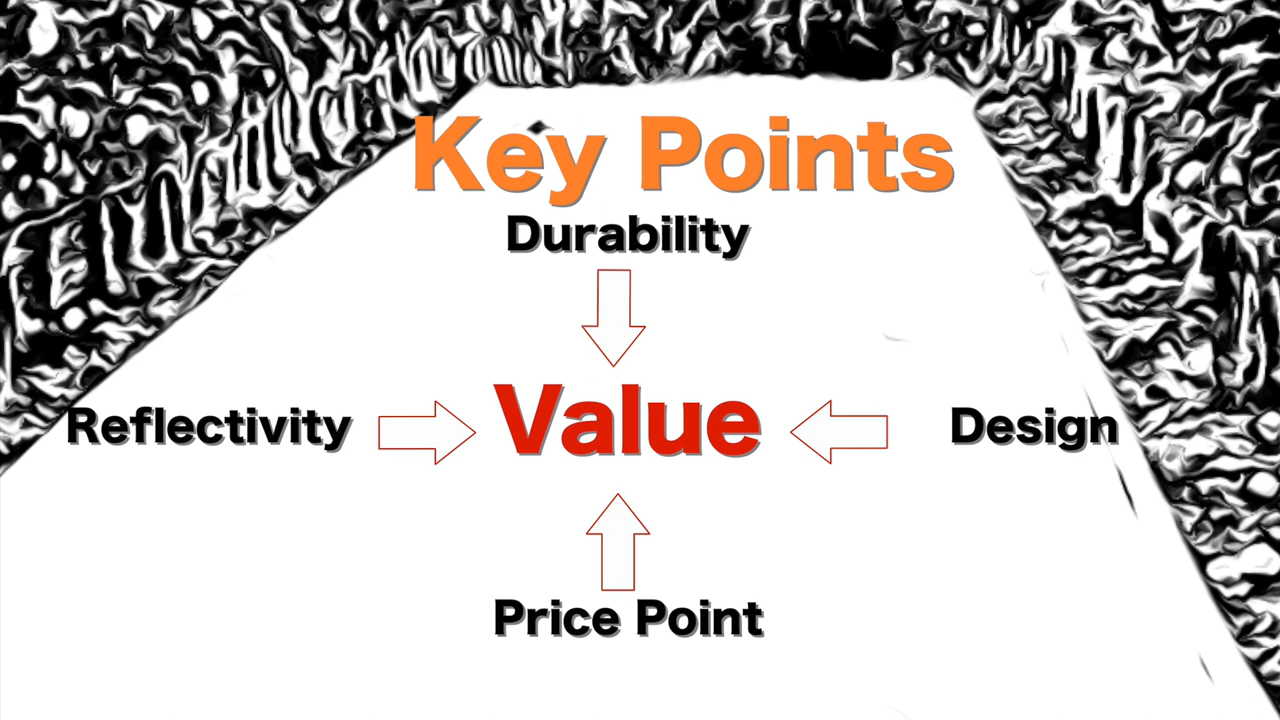 Key Points
Durability
Reflectivity
Value
Design
Price Point